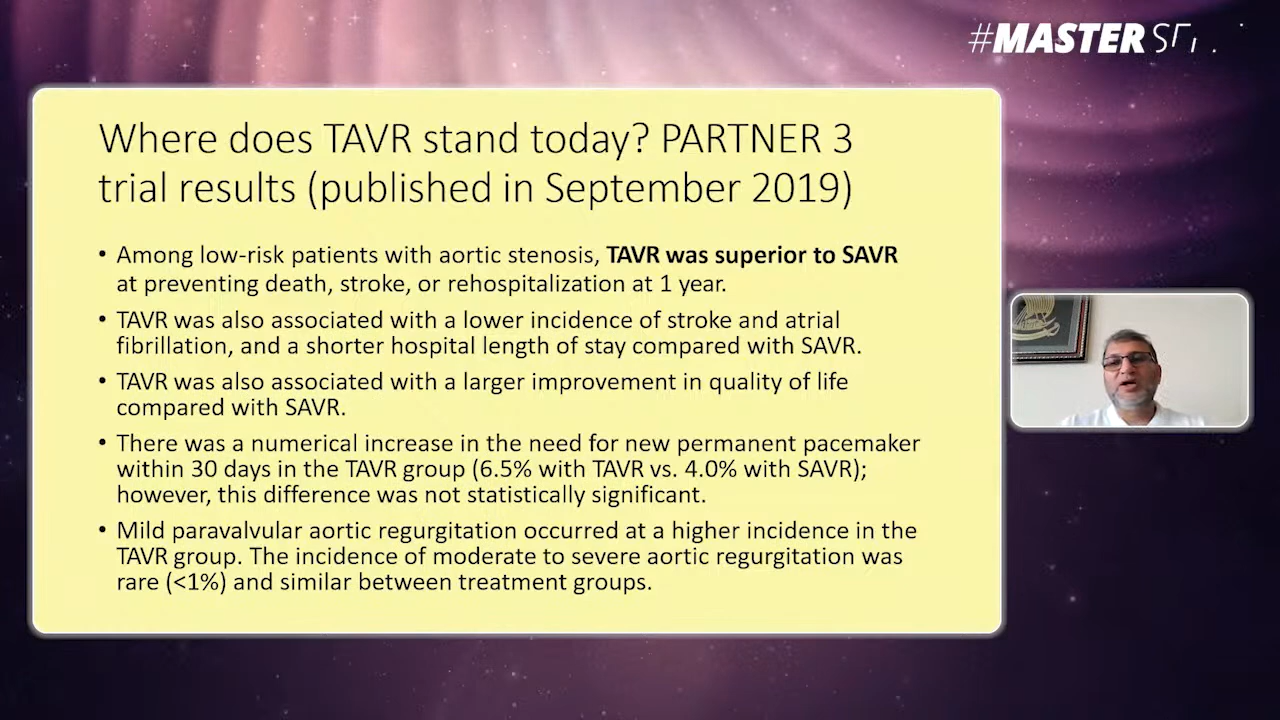 #MASTER
Where does TAVR stand today? PARTNER 3
trial results (published in September 2019)
• Among low-risk patients with aortic stenosis, TAVR was superior to SAVR
at preventing death, stroke, or rehospitalization at 1 year.
• TAVR was also associated with a lower incidence of stroke and atrial
fibrillation, and a shorter hospital length of stay compared with SAVR.
• TAVR was also associated with a larger improvement in quality of life
compared with SAVR.
• There was a numerical increase in the need for new permanent pacemaker
within 30 days in the TAVR group (6.5% with TAVR vs. 4.0% with SAVR);
however, this difference was not statistically significant.
• Mild paravalvular aortic regurgitation occurred at a higher incidence in the
TAVR group. The incidence of moderate to severe aortic regurgitation was
rare (<1%) and similar between treatment groups.